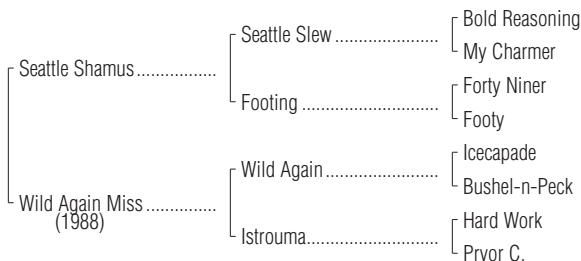 Bold Reasoning
Seattle Slew ........................
My Charmer
Seattle Shamus ................
Forty Niner
Footing ...............................
Footy
Icecapade
Wild Again ..........................
Bushel-n-Peck
Wild Again Miss ..............
(1988)
Hard Work
Istrouma..............................
Pryor C.